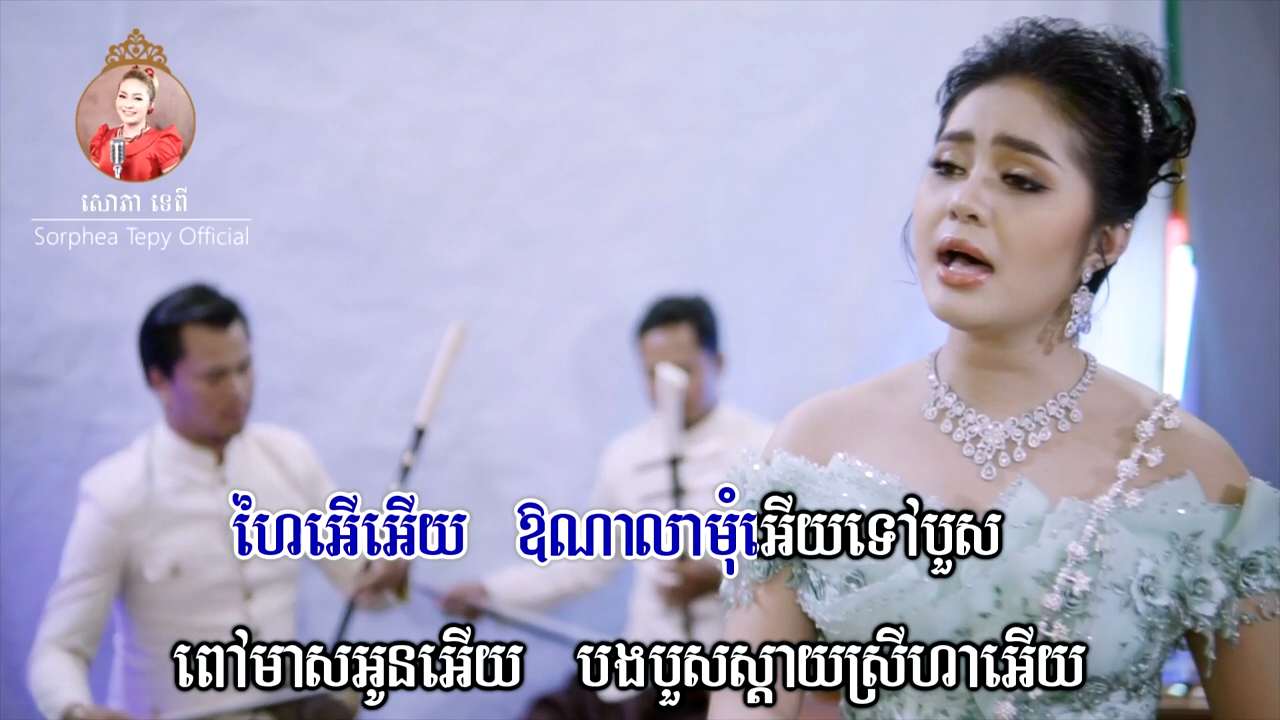 សោភា ទេពី
Sorphea Tepy Official
ហៃអើអើយ ឱណាលាមុំអើយទៅបួស
ពៅមាសអូនអើយ បងបួសស្ដាយស្រីហាអើយ